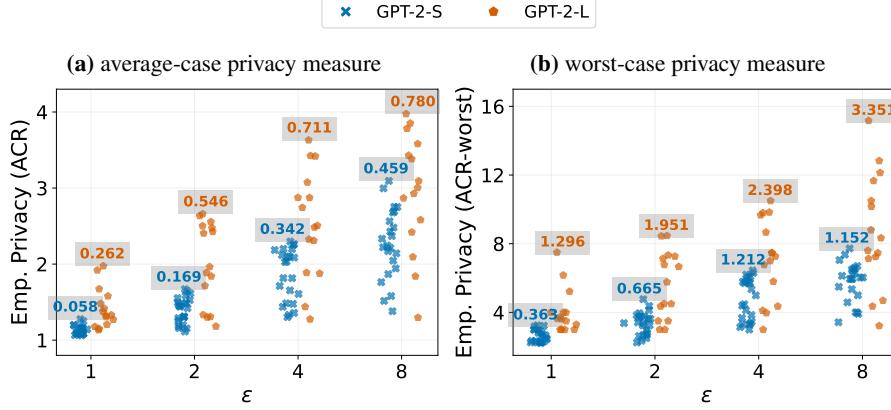 GPT-2-S GPT-2-L
(a) average-case privacy measure
(b) worst-case privacy measure
Emp. Privacy (ACR)
4
3
2
1
0.058
0.262
0.169
0.546
0.342
0.711
0.459
0.780
1 2 4 8
ε
Emp. Privacy (ACR-worst)
16
12
8
4
0.363
1.296
0.665
1.951
1.212
2.398
1.152
3.351
1 2 4 8
ε